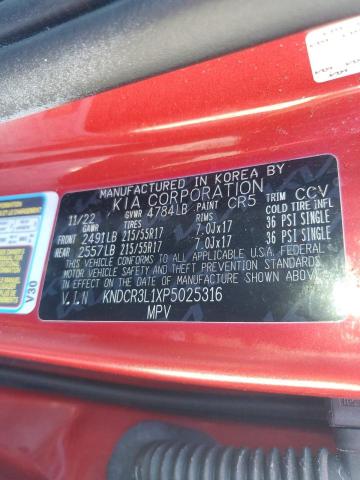 MANUFACTURED IN KOREA BY
KIA CORPORATION
11/22 GVWR 4784LB PAINT CR5 TRIM CCV
TIRES RIMS COLD TIRE INFL
FRONT 2491LB 215/55R17 7.0Jx17 36 PSI SINGLE
REAR 2557LB 215/55R17 7.0Jx17 36 PSI SINGLE
THIS VEHICLE CONFORMS TO ALL APPLICABLE U.S.A FEDERAL
MOTOR VEHICLE SAFETY AND THEFT PREVENTION STANDARDS
IN EFFECT ON THE DATE OF MANUFACTURE SHOWN ABOVE.
V.I.N KNDCR3L1XP5025316
MPV
V30